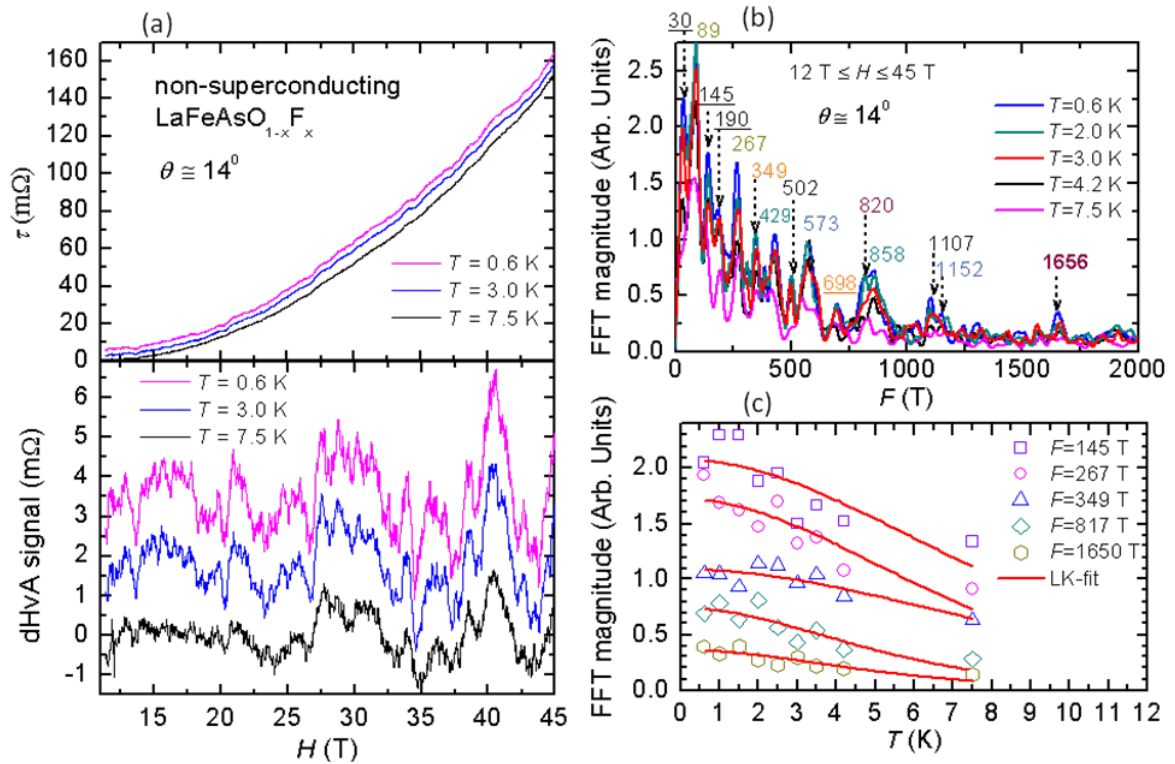 (a)
160
140
120
100
80
60
40
20
0
τ (mΩ)
non-superconducting
LaFeAsO₁₋ₓFₓ
θ ≅ 14⁰
T = 0.6 K
T = 3.0 K
T = 7.5 K
6
5
4
3
2
1
0
-1
dHvA signal (mΩ)
T = 0.6 K
T = 3.0 K
T = 7.5 K
15 20 25 30 35 40 45
H (T)
(b)
2.5
2.0
1.5
1.0
0.5
0.0
FFT magnitude (Arb. Units)
30
89
145
190
267
349
429
502
573
698
820
858
1107
1152
1656
12 T ≤ H ≤ 45 T
θ ≅ 14⁰
T=0.6 K
T=2.0 K
T=3.0 K
T=4.2 K
T=7.5 K
0 500 1000 1500 2000
F (T)
(c)
2.0
1.5
1.0
0.5
0.0
FFT magnitude (Arb. Units)
F=145 T
F=267 T
F=349 T
F=817 T
F=1650 T
LK-fit
0 1 2 3 4 5 6 7 8 9 10 11 12
T (K)